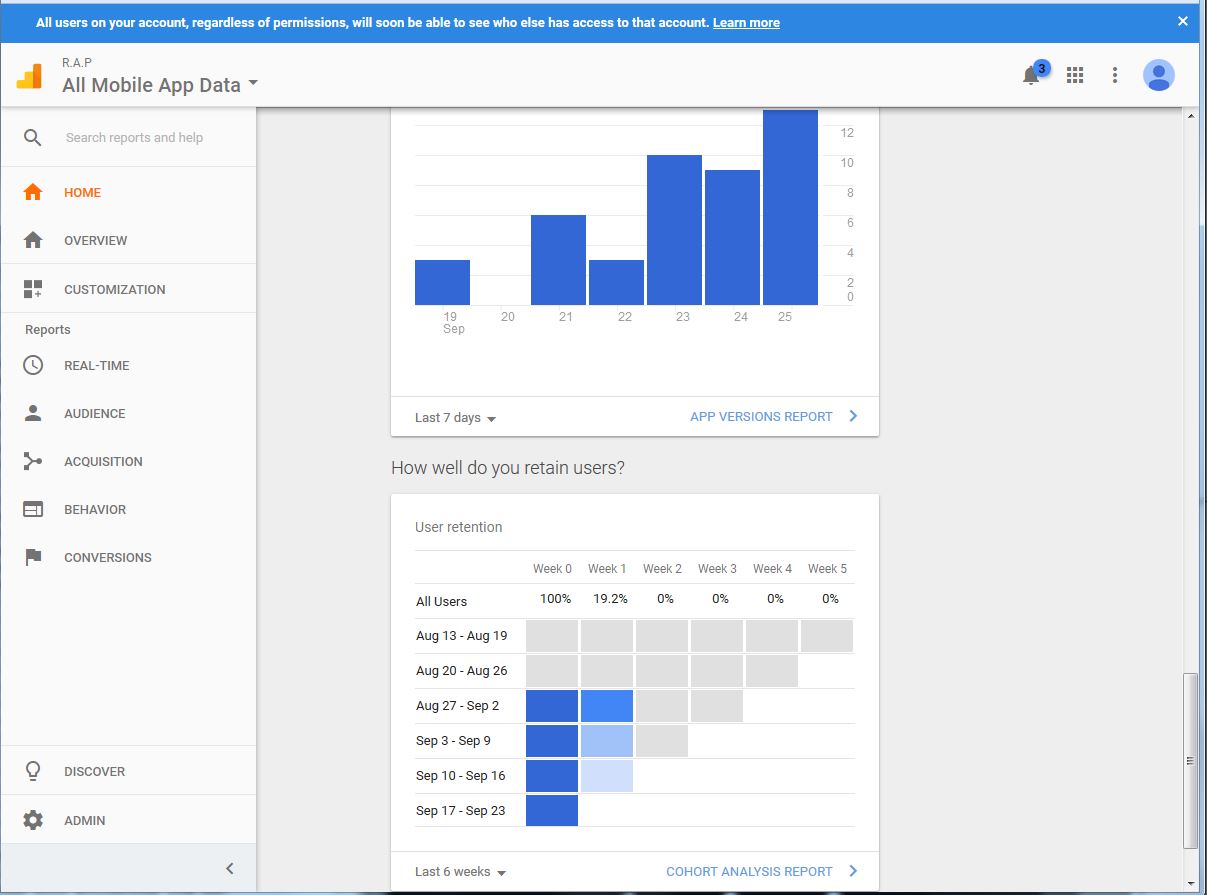 All users on your account, regardless of permissions, will soon be able to see who else has access to that account. Learn more
R.A.P
All Mobile App Data
3
Search reports and help
HOME
OVERVIEW
CUSTOMIZATION
Reports
REAL-TIME
AUDIENCE
ACQUISITION
BEHAVIOR
CONVERSIONS
DISCOVER
ADMIN
12
10
8
6
4
2
0
19 20 21 22 23 24 25
Sep
Last 7 days APP VERSIONS REPORT
How well do you retain users?
User retention
Week 0 Week 1 Week 2 Week 3 Week 4 Week 5
All Users 100% 19.2% 0% 0% 0% 0%
Aug 13 - Aug 19
Aug 20 - Aug 26
Aug 27 - Sep 2
Sep 3 - Sep 9
Sep 10 - Sep 16
Sep 17 - Sep 23
Last 6 weeks COHORT ANALYSIS REPORT